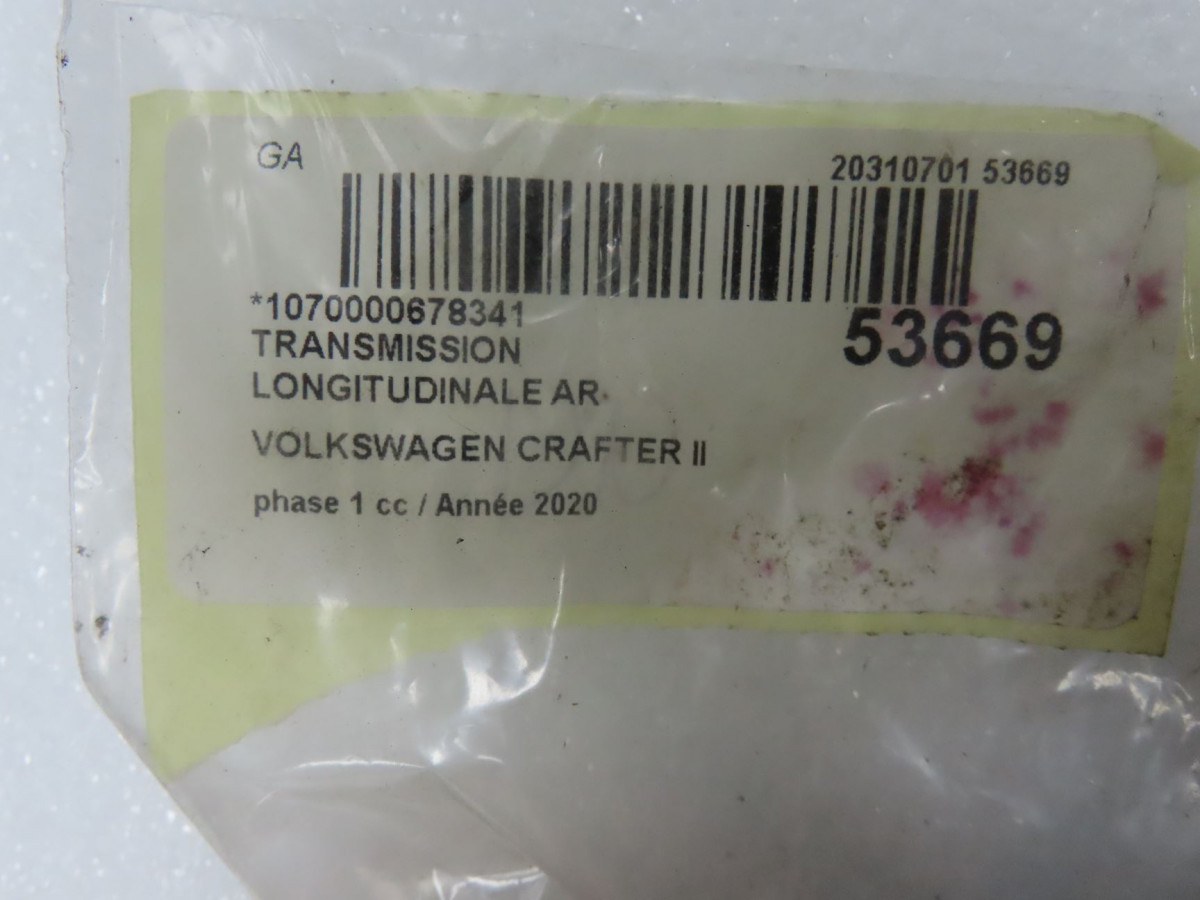 GA
20310701 53669
*1070000678341
53669
TRANSMISSION
LONGITUDINALE AR
VOLKSWAGEN CRAFTER II
phase 1 cc / Année 2020